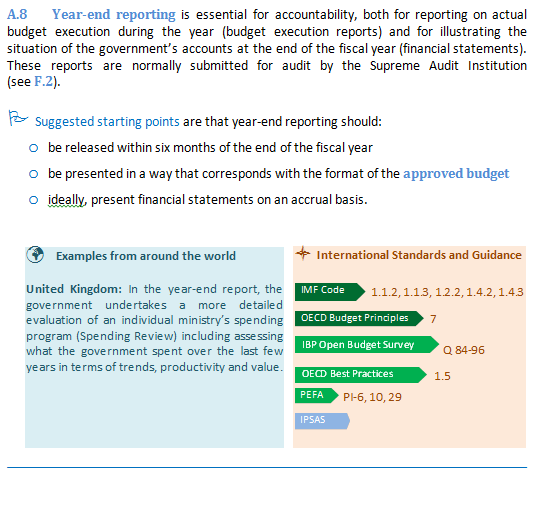 A.8 Year-end reporting is essential for accountability, both for reporting on actual
budget execution during the year (budget execution reports) and for illustrating the
situation of the government's accounts at the end of the fiscal year (financial statements).
These reports are normally submitted for audit by the Supreme Audit Institution
(see F.2).
Suggested starting points are that year-end reporting should:
o be released within six months of the end of the fiscal year
o be presented in a way that corresponds with the format of the approved budget
o ideally, present financial statements on an accrual basis.
Examples from around the world
United Kingdom: In the year-end report, the
government undertakes a more detailed
evaluation of an individual ministry's spending
program (Spending Review) including assessing
what the government spent over the last few
years in terms of trends, productivity and value.
International Standards and Guidance
IMF Code 1.1.2, 1.1.3, 1.2.2, 1.4.2, 1.4.3
OECD Budget Principles 7
IBP Open Budget Survey Q 84-96
OECD Best Practices 1.5
PEFA PI-6, 10, 29
IPSAS